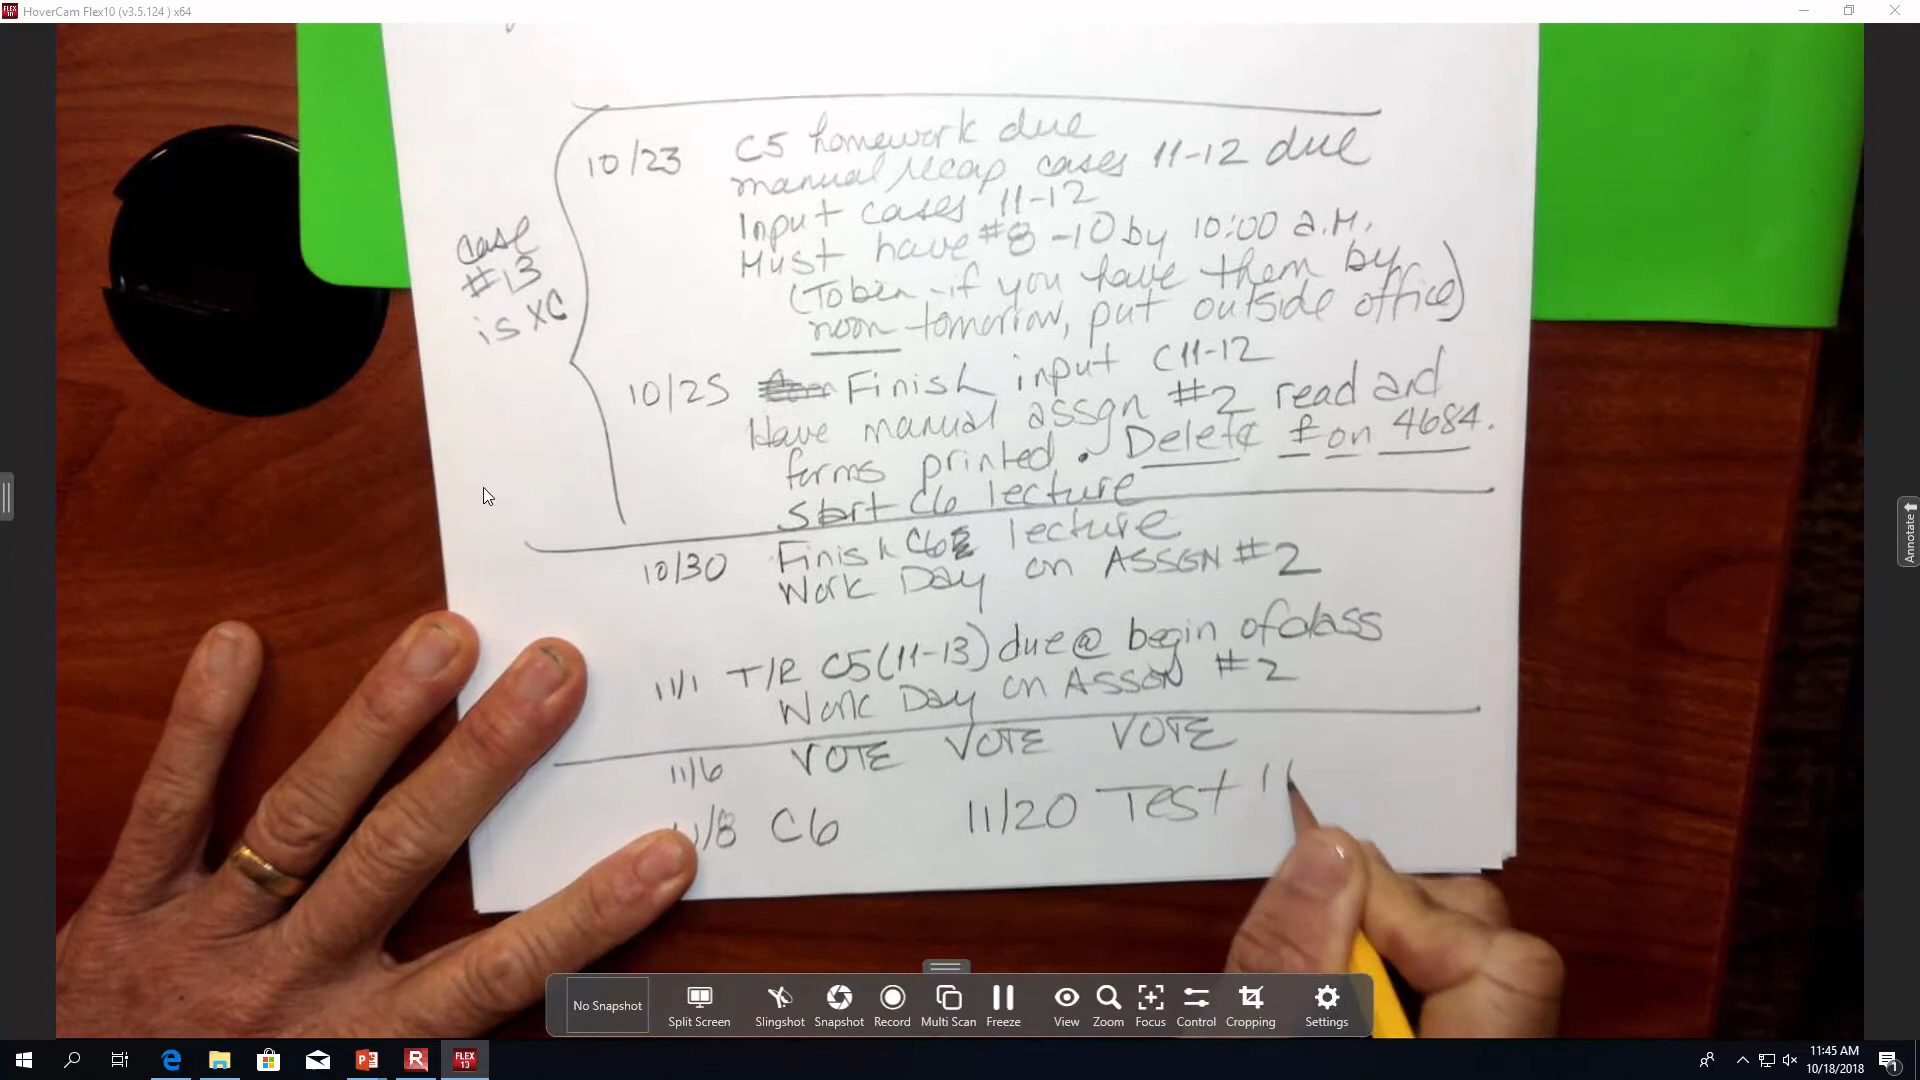 HoverCam Flex10 (v3.5.124 ) x64
10/23 C5 homework due
manual recap cases 11-12 due
Input cases 11-12
Must have #8-10 by 10:00 a.M.
(Toben - if you have them by
noon tomorrow, put outside office)
case
#13
is XC
10/25 Finish input C11-12
Have manual assgn #2 read and
forms printed. Delete f on 4684.
Start C6 lecture
10/30 Finish C6 lecture
Work Day on ASSGN #2
11/1 T/R C5(11-13) due @ begin of class
Work Day on ASSGN #2
11/6 VOTE VOTE VOTE
11/8 C6 11/20 Test
Annotate
No Snapshot
Split Screen
Slingshot
Snapshot
Record
Multi Scan
Freeze
View
Zoom
Focus
Control
Cropping
Settings
FLEX
10
11:45 AM
10/18/2018
1